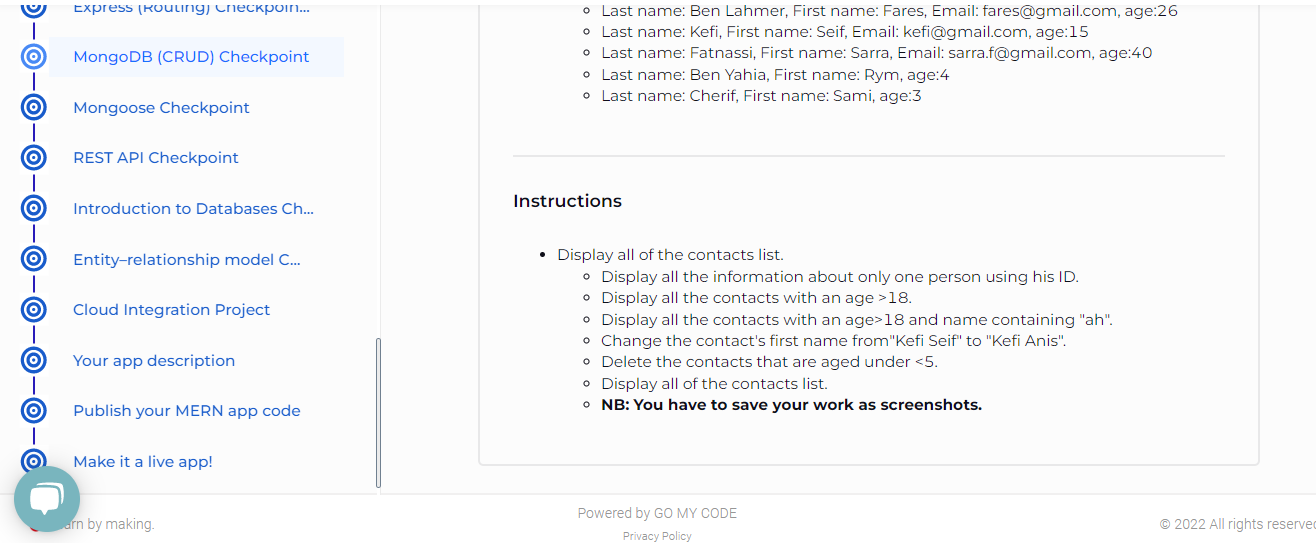 Express (Routing) Checkpoin...
MongoDB (CRUD) Checkpoint
Mongoose Checkpoint
REST API Checkpoint
Introduction to Databases Ch...
Entity–relationship model C...
Cloud Integration Project
Your app description
Publish your MERN app code
Make it a live app!
Last name: Ben Lahmer, First name: Fares, Email: fares@gmail.com, age:26
Last name: Kefi, First name: Seif, Email: kefi@gmail.com, age:15
Last name: Fatnassi, First name: Sarra, Email: sarra.f@gmail.com, age:40
Last name: Ben Yahia, First name: Rym, age:4
Last name: Cherif, First name: Sami, age:3
Instructions
Display all of the contacts list.
Display all the information about only one person using his ID.
Display all the contacts with an age >18.
Display all the contacts with an age>18 and name containing "ah".
Change the contact's first name from"Kefi Seif" to "Kefi Anis".
Delete the contacts that are aged under <5.
Display all of the contacts list.
NB: You have to save your work as screenshots.
arn by making.
Powered by GO MY CODE
Privacy Policy
© 2022 All rights reserve